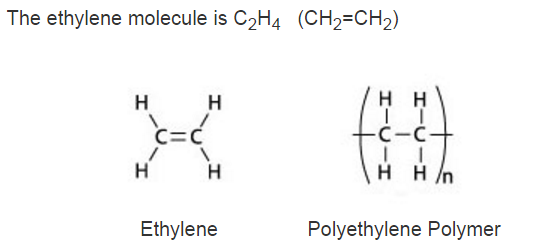 The ethylene molecule is C₂H₄ (CH₂=CH₂)
H H
C=C
H H
H H
C-C
H H n
Ethylene
Polyethylene Polymer